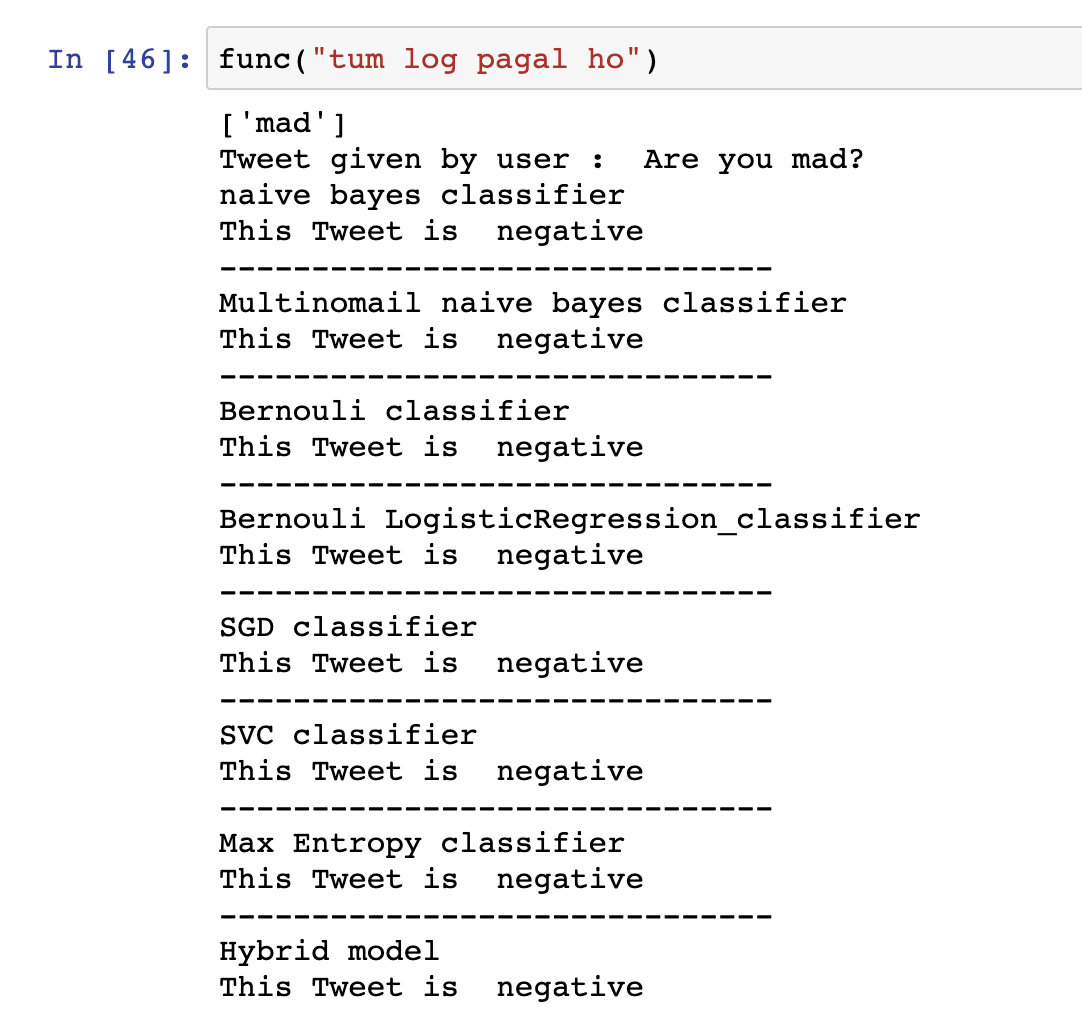 In [46]: func("tum log pagal ho")
['mad']
Tweet given by user :  Are you mad?
naive bayes classifier
This Tweet is  negative
------------------------------
Multinomail naive bayes classifier
This Tweet is  negative
------------------------------
Bernouli classifier
This Tweet is  negative
------------------------------
Bernouli LogisticRegression_classifier
This Tweet is  negative
------------------------------
SGD classifier
This Tweet is  negative
------------------------------
SVC classifier
This Tweet is  negative
------------------------------
Max Entropy classifier
This Tweet is  negative
------------------------------
Hybrid model
This Tweet is  negative